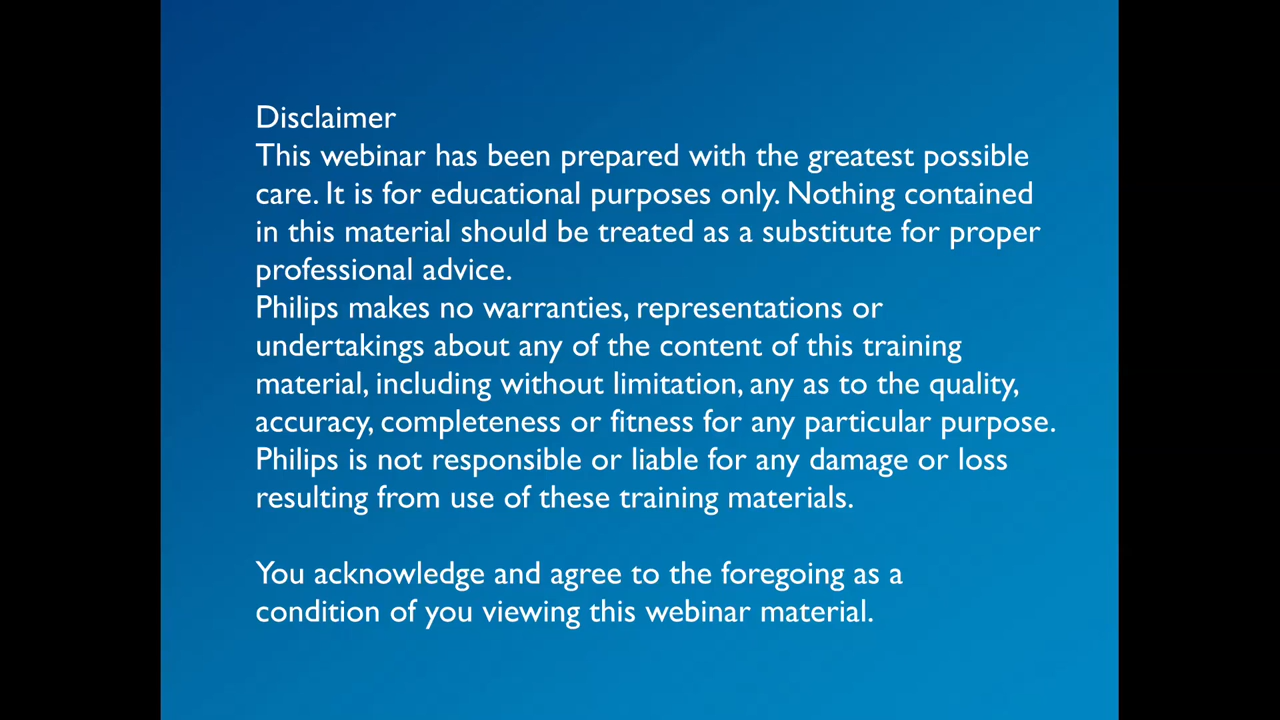 Disclaimer
This webinar has been prepared with the greatest possible
care. It is for educational purposes only. Nothing contained
in this material should be treated as a substitute for proper
professional advice.
Philips makes no warranties, representations or
undertakings about any of the content of this training
material, including without limitation, any as to the quality,
accuracy, completeness or fitness for any particular purpose.
Philips is not responsible or liable for any damage or loss
resulting from use of these training materials.
You acknowledge and agree to the foregoing as a
condition of you viewing this webinar material.